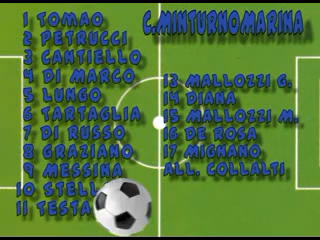 C.MINTURNOMARINA
1 TOMAO
2 PETRUCCI
3 CANTIELLO
4 DI MARCO
5 LUNGO
6 TARTAGLIA
7 DI RUSSO
8 GRAZIANO
9 MESSINA
10 STELL
11 TESTA
13 MALLOZZI G.
14 DIANA
15 MALLOZZI M.
16 DE ROSA
17 MIGNANO
ALL. COLLALTI